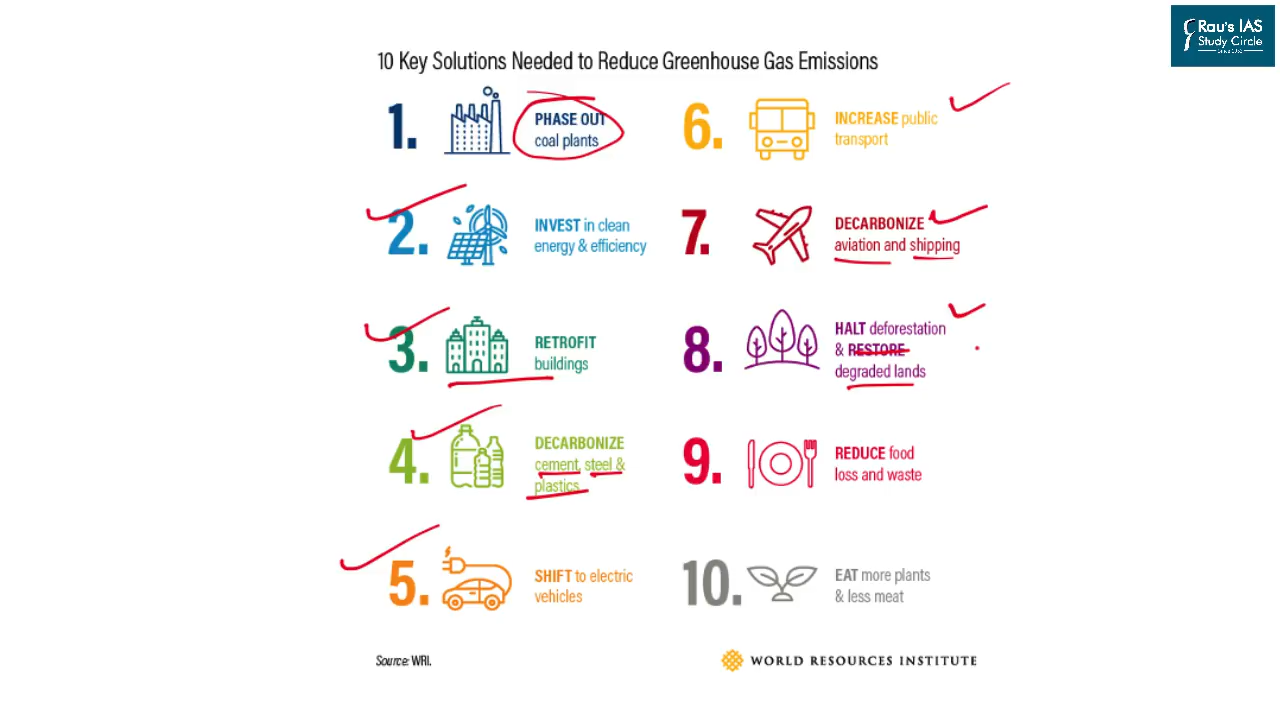 Rau's IAS
Study Circle
10 Key Solutions Needed to Reduce Greenhouse Gas Emissions
1.
PHASE OUT
coal plants
2.
INVEST in clean
energy & efficiency
3.
RETROFIT
buildings
4.
DECARBONIZE
cement, steel &
plastics
5.
SHIFT to electric
vehicles
6.
INCREASE public
transport
7.
DECARBONIZE
aviation and shipping
8.
HALT deforestation
& RESTORE
degraded lands
9.
REDUCE food
loss and waste
10.
EAT more plants
& less meat
Source: WRI.
WORLD RESOURCES INSTITUTE